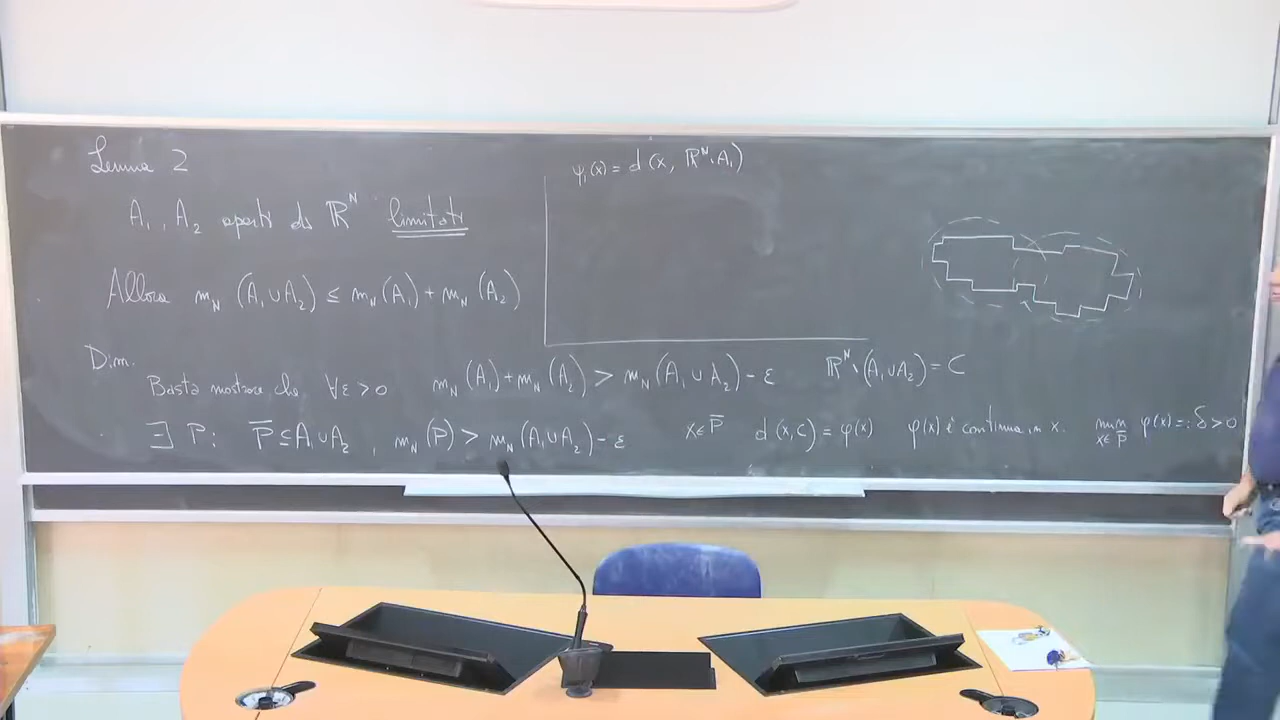 Lemma 2
A₁, A₂ aperti di ℝᴺ limitati
Allora m_N (A₁∪A₂) ≤ m_N(A₁) + m_N(A₂)
ψ₁(x) = d(x, ℝᴺ∖A₁)
Dim.
Basta mostrare che ∀ε>0 m_N(A₁)+m_N(A₂) > m_N(A₁∪A₂)-ε ℝᴺ∖(A₁∪A₂)=C
∃ P: P̅⊆A₁∪A₂, m_N(P) > m_N(A₁∪A₂)-ε x∈P̅ d(x,C)=φ(x) φ(x) è continua in x. min_{x∈P̅} φ(x)=:δ>0